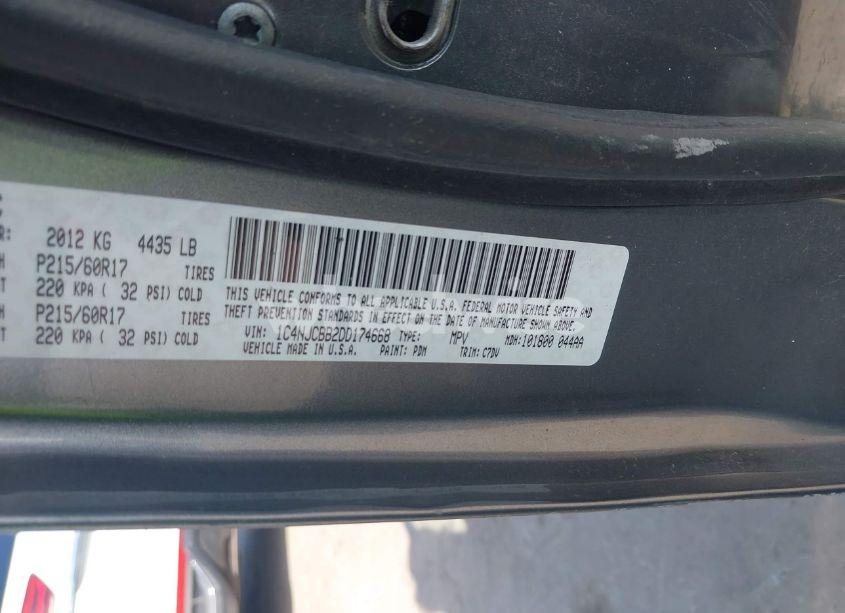 2012 KG 4435 LB
P215/60R17 TIRES
220 KPA ( 32 PSI) COLD
P215/60R17 TIRES
220 KPA ( 32 PSI) COLD
THIS VEHICLE CONFORMS TO ALL APPLICABLE U.S.A. FEDERAL MOTOR VEHICLE SAFETY AND
THEFT PREVENTION STANDARDS IN EFFECT ON THE DATE OF MANUFACTURE SHOWN ABOVE.
VIN: 1C4NJCBB2DD174668 TYPE: MPV MDH:101800 044AA
VEHICLE MADE IN U.S.A. PAINT: PDM TRIM: C7DV